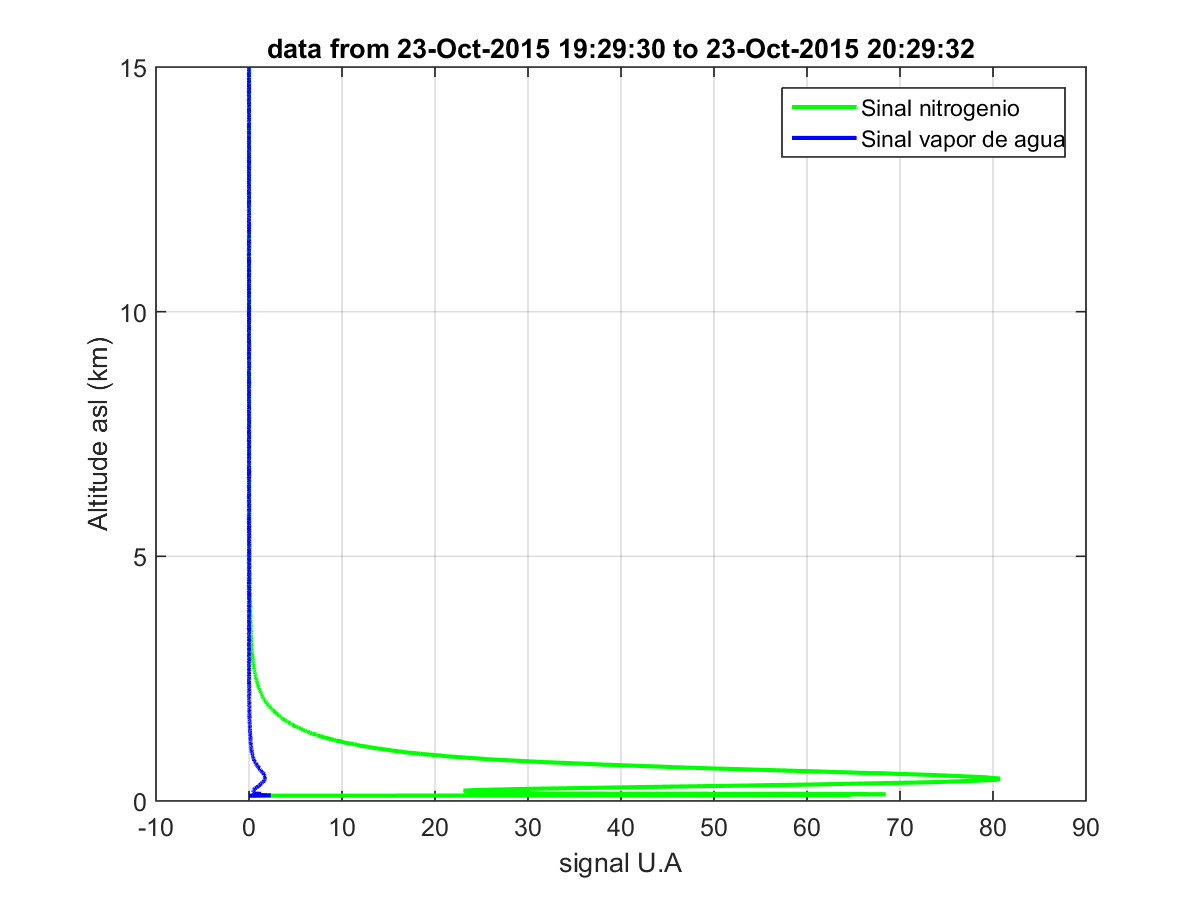 data from 23-Oct-2015 19:29:30 to 23-Oct-2015 20:29:32
Sinal nitrogenio
Sinal vapor de agua
15
10
5
0
Altitude asl (km)
-10 0 10 20 30 40 50 60 70 80 90
signal U.A